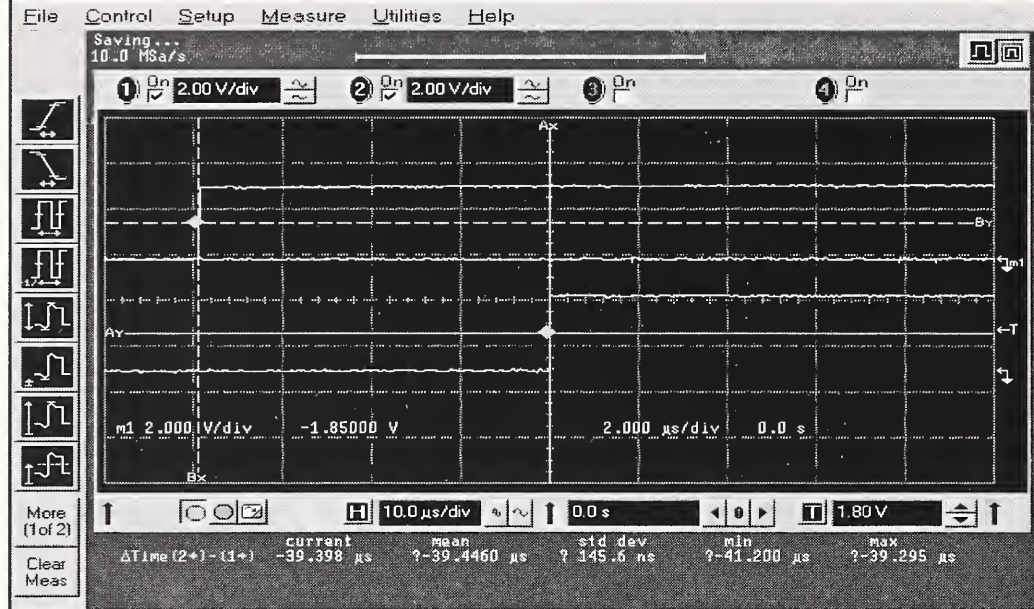 File Control Setup Measure Utilities Help
Saving...
10.0 MSa/s
1 On 2.00 V/div 2 On 2.00 V/div 3 On 4 On
Ax
By
m1
Ay
T
m1 2.000 V/div -1.85000 V 2.000 µs/div 0.0 s
Bx
More
(1of 2)
H 10.0 µs/div 0.0 s 0 T 1.80 V
current mean std dev min max
ΔTime(2+)-(1+) -39.398 µs ?-39.4460 µs ? 145.6 ns ?-41.200 µs ?-39.295 µs
Clear
Meas